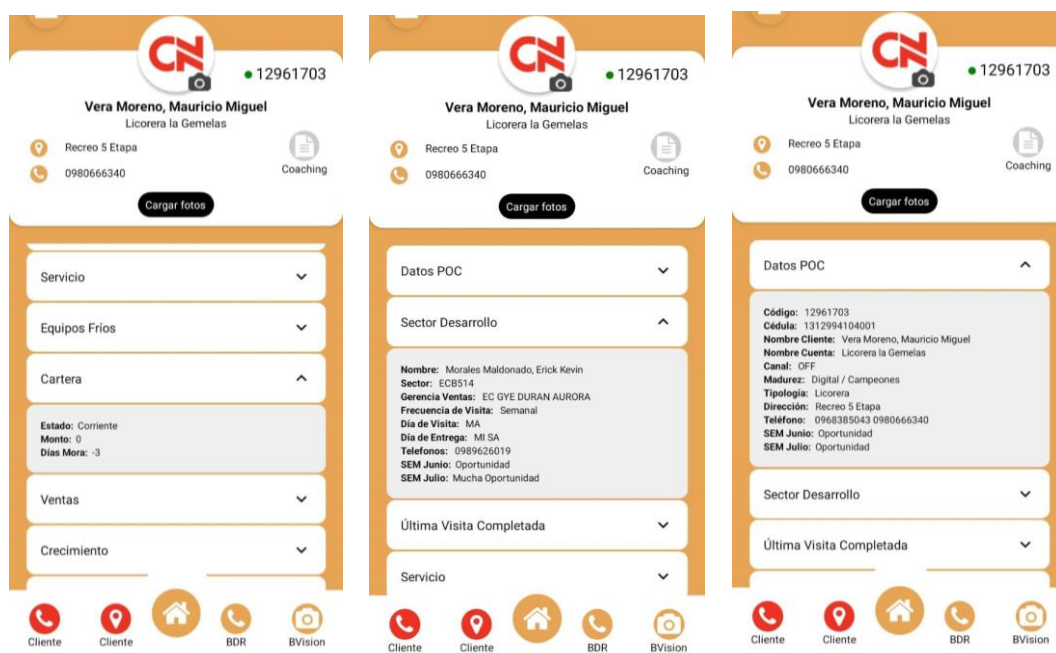 CN
12961703
Vera Moreno, Mauricio Miguel
Licorera la Gemelas
Recreo 5 Etapa
0980666340
Coaching
Cargar fotos
Servicio
Equipos Fríos
Cartera
Estado: Corriente
Monto: 0
Días Mora: -3
Ventas
Crecimiento
Cliente
Cliente
BDR
BVision
CN
12961703
Vera Moreno, Mauricio Miguel
Licorera la Gemelas
Recreo 5 Etapa
0980666340
Coaching
Cargar fotos
Datos POC
Sector Desarrollo
Nombre: Morales Maldonado, Erick Kevin
Sector: ECB514
Gerencia Ventas: EC GYE DURAN AURORA
Frecuencia de Visita: Semanal
Día de Visita: MA
Día de Entrega: MI SA
Telefonos: 0989626019
SEM Junio: Oportunidad
SEM Julio: Mucha Oportunidad
Última Visita Completada
Servicio
Cliente
Cliente
BDR
BVision
CN
12961703
Vera Moreno, Mauricio Miguel
Licorera la Gemelas
Recreo 5 Etapa
0980666340
Coaching
Cargar fotos
Datos POC
Código: 12961703
Cédula: 1312994104001
Nombre Cliente: Vera Moreno, Mauricio Miguel
Nombre Cuenta: Licorera la Gemelas
Canal: OFF
Madurez: Digital / Campeones
Tipología: Licorera
Dirección: Recreo 5 Etapa
Teléfono: 0968385043 0980666340
SEM Junio: Oportunidad
SEM Julio: Oportunidad
Sector Desarrollo
Última Visita Completada
Cliente
Cliente
BDR
BVision